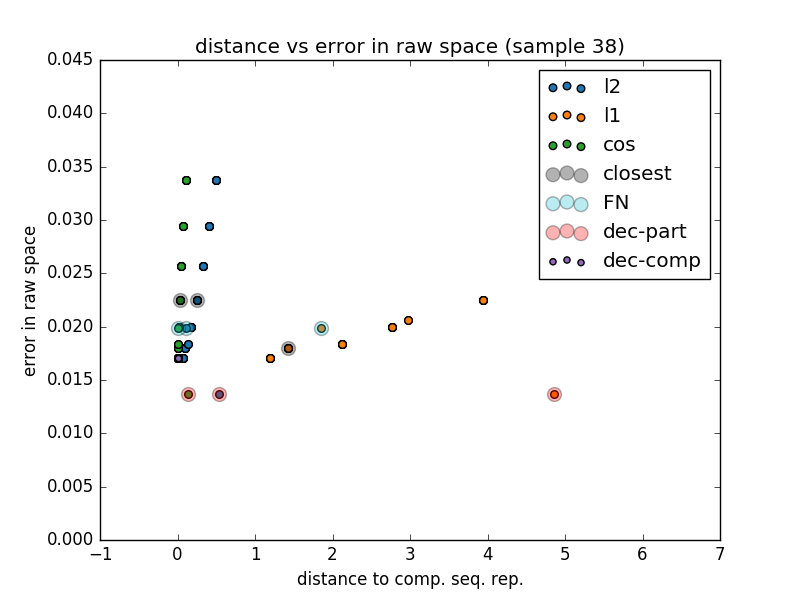 distance vs error in raw space (sample 38)
0.045
0.040
0.035
0.030
0.025
0.020
0.015
0.010
0.005
0.000
error in raw space
l2
l1
cos
closest
FN
dec-part
dec-comp
−1 0 1 2 3 4 5 6 7
distance to comp. seq. rep.